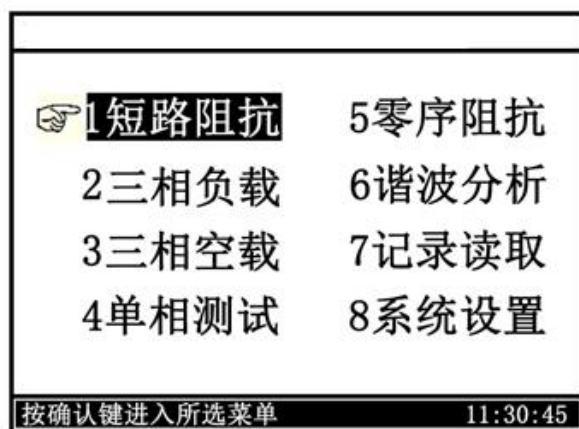 1短路阻抗 5零序阻抗
2三相负载 6谐波分析
3三相空载 7记录读取
4单相测试 8系统设置
按确认键进入所选菜单 11:30:45